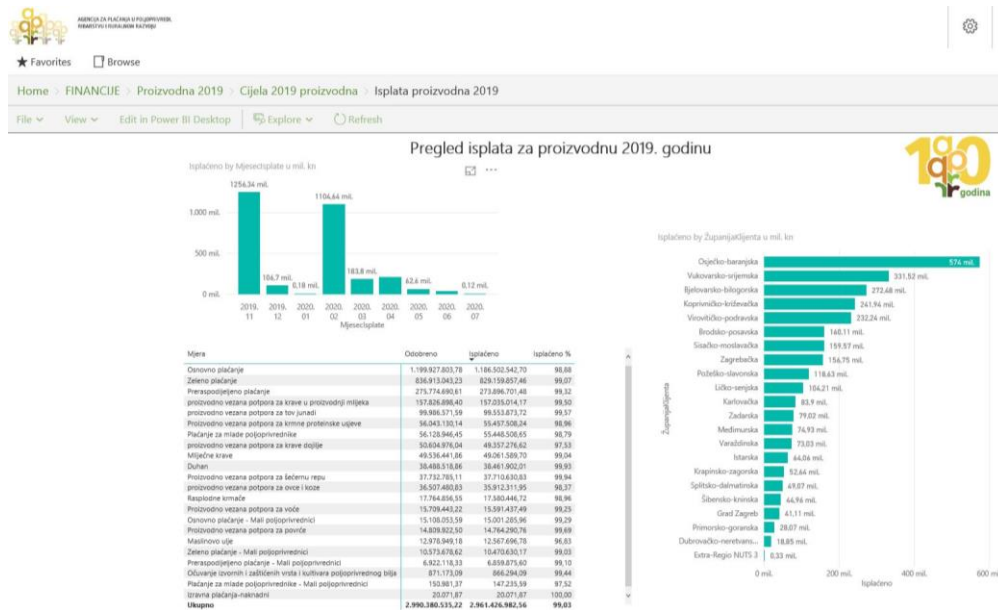 AGENCIJA ZA PLAĆANJA U POLJOPRIVREDI,
RIBARSTVU I RURALNOM RAZVOJU
Favorites Browse
Home > FINANCIJE > Proizvodna 2019 > Cijela 2019 proizvodna > Isplata proizvodna 2019
File View Edit in Power BI Desktop Explore Refresh
Pregled isplata za proizvodnu 2019. godinu
godina
Isplaćeno by MjesecIsplate u mil. kn
1256,34 mil.
1104,64 mil.
1.000 mil.
500 mil.
106,7 mil.
0,18 mil.
183,8 mil.
62,6 mil.
0,12 mil.
0 mil.
2019. 11 2019. 12 2020. 01 2020. 02 2020. 03 2020. 04 2020. 05 2020. 06 2020. 07
MjesecIsplate
Mjera Odobreno Isplaćeno Isplaćeno %
Osnovno plaćanje 1.199.927.803,78 1.186.502.542,70 98,88
Zeleno plaćanje 836.913.043,23 829.159.857,46 99,07
Preraspodijeljeno plaćanje 275.774.690,61 273.896.701,48 99,32
proizvodno vezana potpora za krave u proizvodnji mlijeka 157.826.898,40 157.035.014,17 99,50
proizvodno vezana potpora za tov junadi 99.986.371,59 99.553.873,72 99,57
Proizvodno vezana potpora za krmne proteinske usjeve 56.043.130,14 55.457.508,24 98,96
Plaćanje za mlade poljoprivrednike 56.128.946,45 55.448.508,65 98,79
proizvodno vezana potpora za krave dojilje 50.604.976,04 49.357.276,62 97,53
Mliječne krave 49.536.441,86 49.061.589,70 99,04
Duhan 38.488.518,86 38.461.902,01 99,93
Proizvodno vezana potpora za šećernu repu 37.732.785,11 37.710.630,83 99,94
proizvodno vezana potpora za ovce i koze 36.507.480,83 35.912.311,95 98,37
Rasplodne krmače 17.764.856,55 17.580.446,72 98,96
Proizvodno vezana potpora za voće 15.709.443,22 15.591.437,49 99,25
Osnovno plaćanje - Mali poljoprivrednici 15.108.053,59 15.001.285,96 99,29
Proizvodno vezana potpora za povrće 14.809.922,50 14.764.290,76 99,69
Maslinovo ulje 12.978.949,18 12.567.696,78 96,83
Zeleno plaćanje - Mali poljoprivrednici 10.573.678,62 10.470.630,17 99,03
Preraspodijeljeno plaćanje - Mali poljoprivrednici 6.922.118,33 6.859.875,60 99,10
Očuvanje izvornih i zaštićenih vrsta i kultivara poljoprivrednog bilja 871.173,09 866.294,09 99,44
Plaćanje za mlade poljoprivrednike - Mali poljoprivrednici 150.981,37 147.235,59 97,52
Izravna plaćanja-naknadni 20.071,87 20.071,87 100,00
Ukupno 2.990.380.535,22 2.961.426.982,56 99,03
Isplaćeno by ŽupanijaKlijenta u mil. kn
ŽupanijaKlijenta
Osječko-baranjska 574 mil.
Vukovarsko-srijemska 331,52 mil.
Bjelovarsko-bilogorska 272,48 mil.
Koprivničko-križevačka 241,94 mil.
Virovitičko-podravska 232,24 mil.
Brodsko-posavska 160,11 mil.
Sisačko-moslavačka 159,57 mil.
Zagrebačka 156,75 mil.
Požeško-slavonska 118,63 mil.
Ličko-senjska 104,21 mil.
Karlovačka 83,9 mil.
Zadarska 79,02 mil.
Međimurska 74,93 mil.
Varaždinska 73,03 mil.
Istarska 64,06 mil.
Krapinsko-zagorska 52,64 mil.
Splitsko-dalmatinska 49,07 mil.
Šibensko-kninska 44,96 mil.
Grad Zagreb 41,11 mil.
Primorsko-goranska 28,07 mil.
Dubrovačko-neretvans... 18,85 mil.
Extra-Regio NUTS 3 0,33 mil.
0 mil. 200 mil. 400 mil. 600 mil.
Isplaćeno